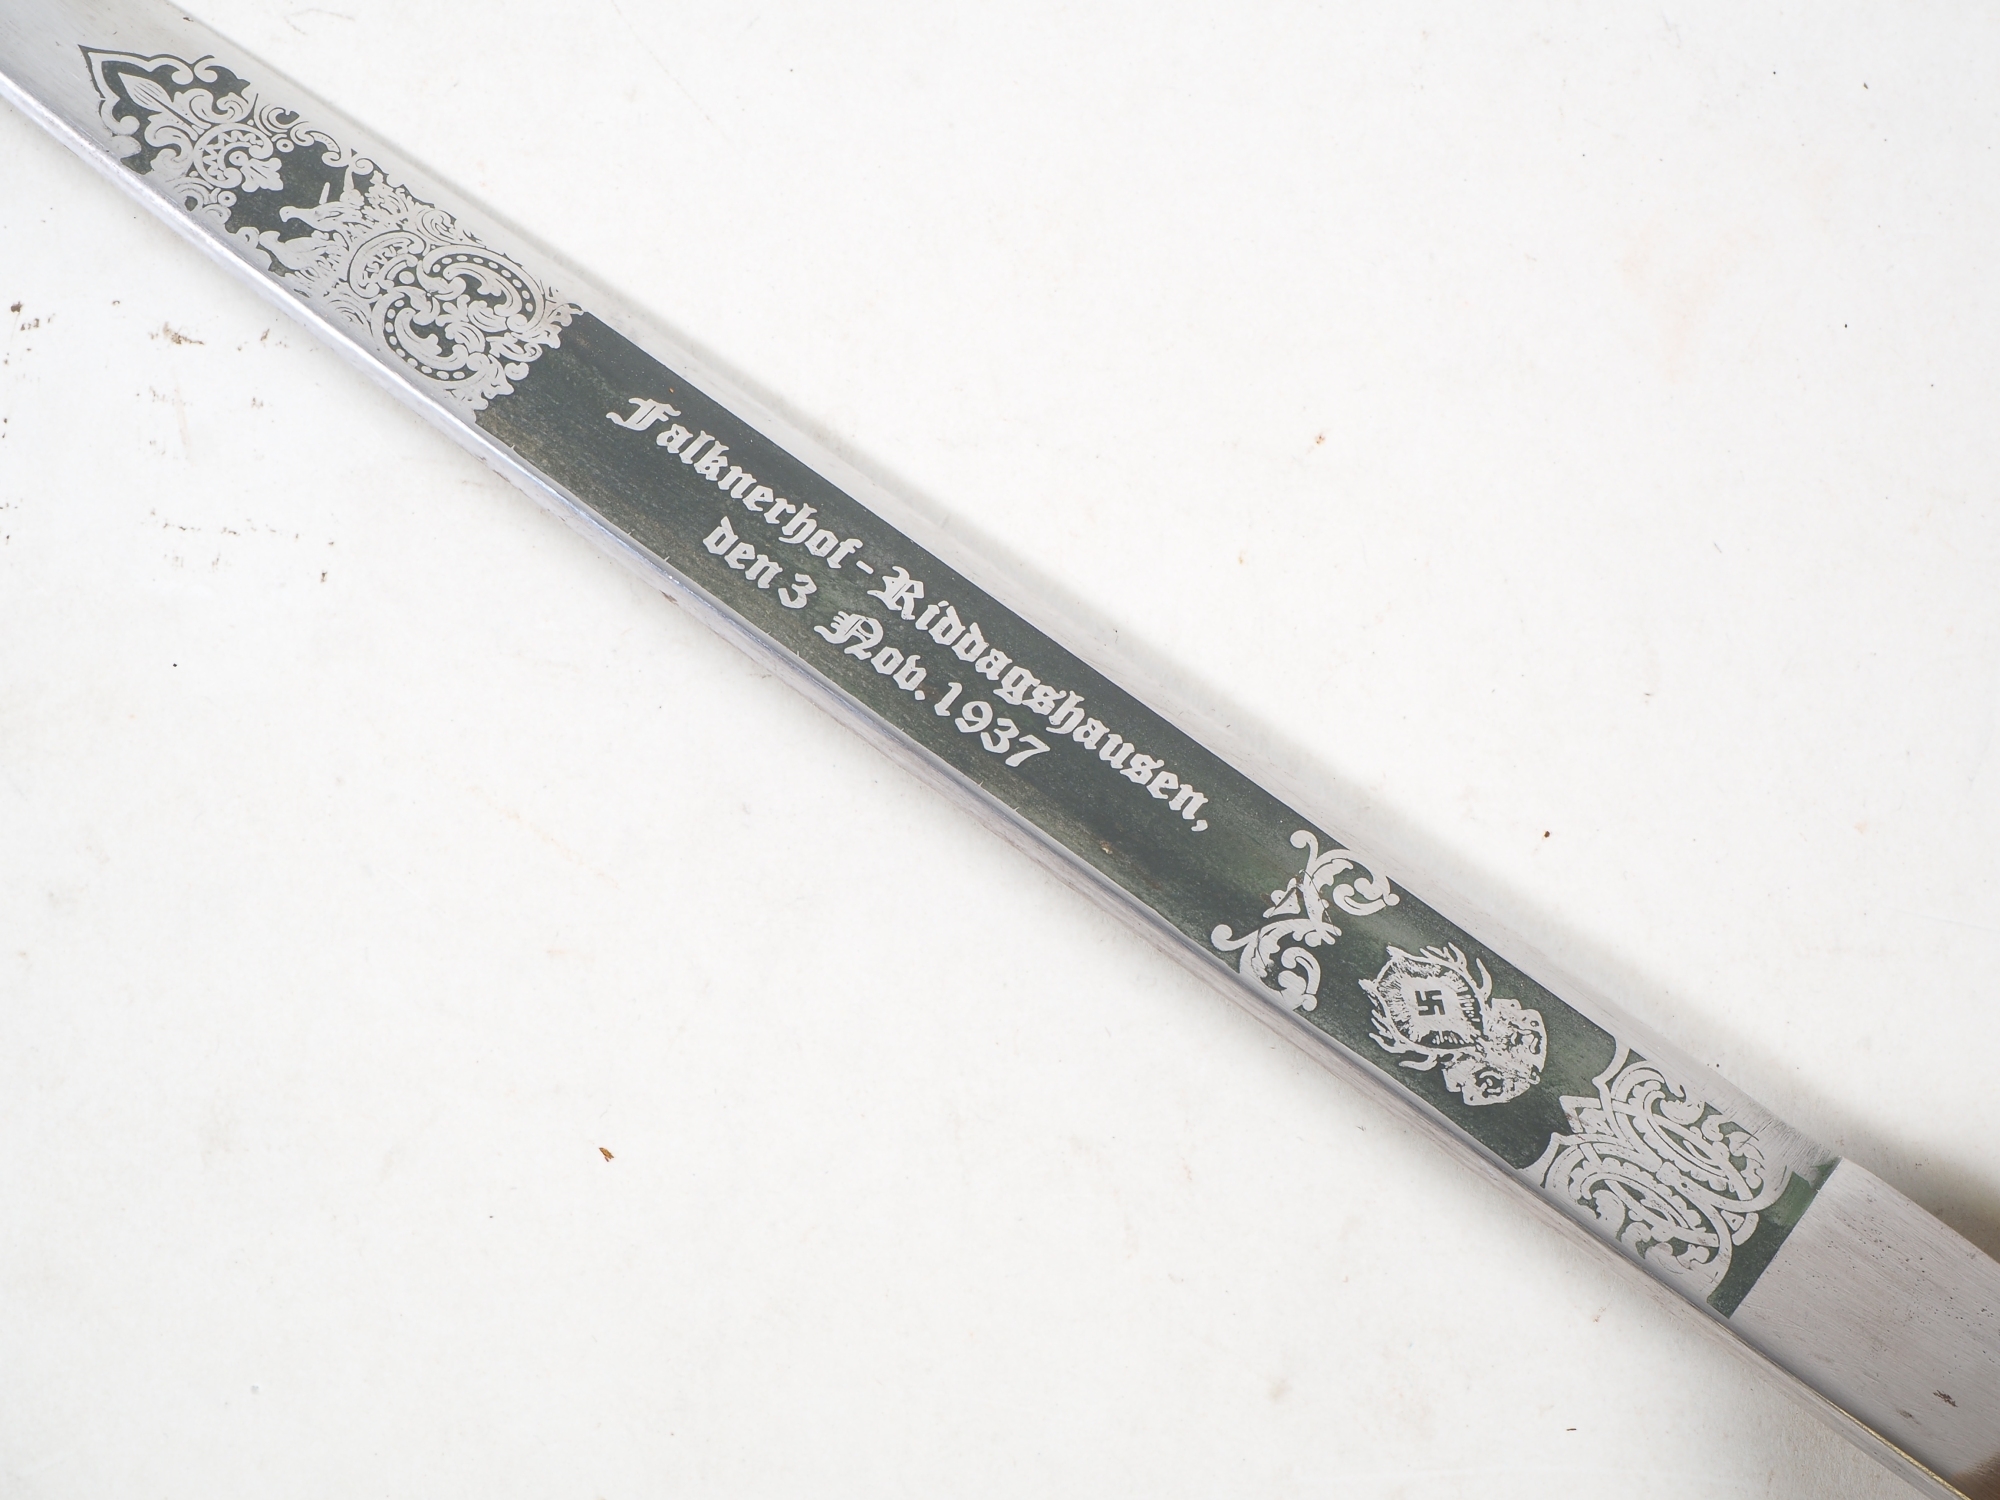 Falknerhof-Riddagshausen,
den 3 Nov. 1937